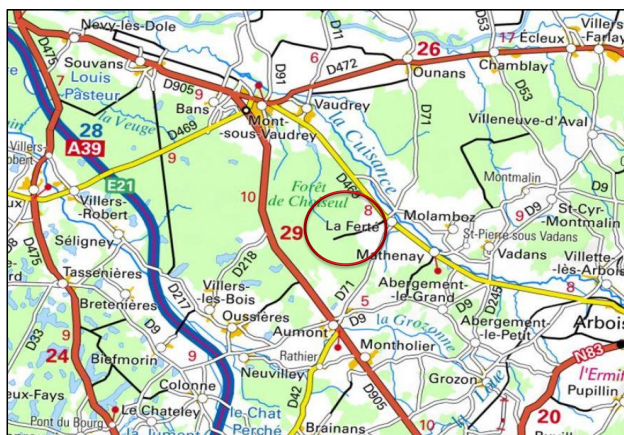 Nevy-lès-Dole
D11
D53
D53
Villers-
Farlay
17 Écleux
26
D475
Souvans
Louis
Pasteur
7
D905
9
D91
6
D472
Ounans
Chamblay
Bans
Vaudrey
la Veuge
D469
Mont-
sous-Vaudrey
la Cuisance
D71
Villeneuve-d'Aval
28
A39
Villers-
Robert
9
E21
Villers-
Robert
10
Forêt
de Chaiseul
D469
8
La Ferté
Molamboz
Montmalin
D9
9
D9
St-Cyr-
Montmalin
St-Pierre sous Vadans
Vadans
D475
Séligney
29
Mathenay
Villette-
lès-Arbois
Tassenières
D218
Villers-
les-Bois
D71
Abergement-
le-Grand
D245
8
Bretenières
D217
Oussières
5
D9
la Grozonne
D9
Abergement-
le-Petit
Arbois
D33
9
D9
Aumont
24
Biefmorin
9
Rathier
Montholier
N83
l'Ermit
Neuvilley
Grozon
Pupillin
Colonne
D42
D905
20
Pont du Bourg
Le Chateley
le-Chat
Perché
Brainans
10